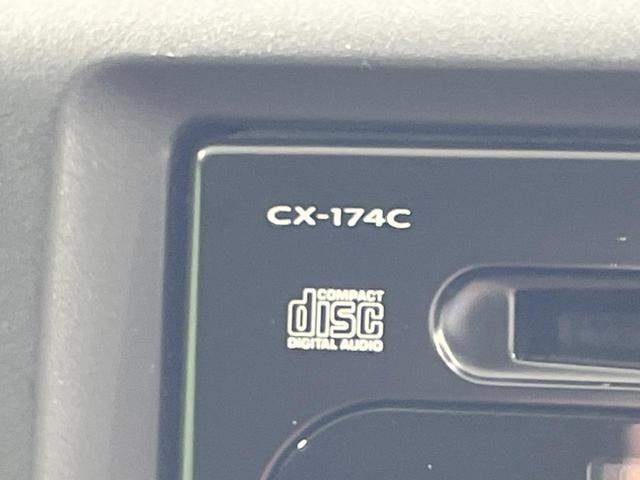 CX-174C
COMPACT
disc
DIGITAL AUDIO